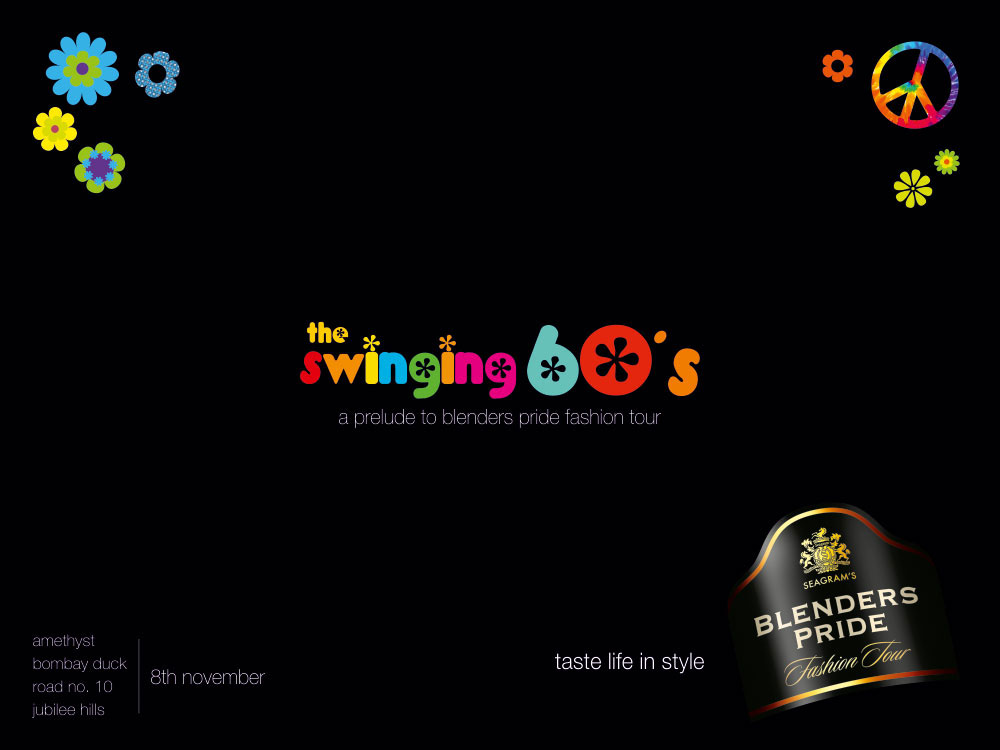 the
swinging 60's
a prelude to blenders pride fashion tour
SEAGRAM'S
BLENDERS
PRIDE
Fashion Tour
taste life in style
amethyst
bombay duck
road no. 10
jubilee hills
8th november